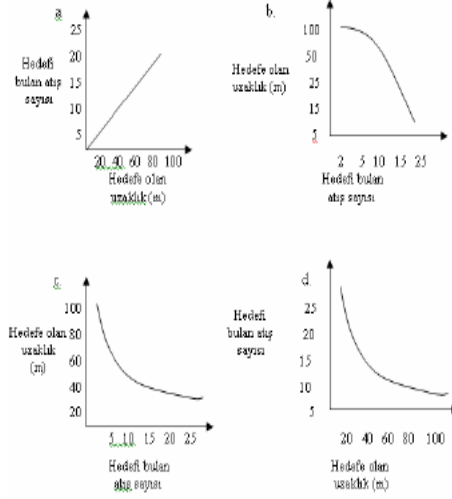 a.
25
20
15
10
5
Hedefi
bulan atış
sayısı
20 40 60 80 100
Hedefe olan
uzaklık (m)
b.
100
50
25
15
5
Hedefe olan
uzaklık (m)
2 5 10 15 25
Hedefi bulan
atış sayısı
c.
100
80
60
40
20
Hedefe olan
uzaklık
(m)
5 10 15 20 25
Hedefi bulan
atış sayısı
d.
25
20
15
10
5
Hedefi
bulan atış
sayısı
20 40 60 80 100
Hedefe olan
uzaklık (m)